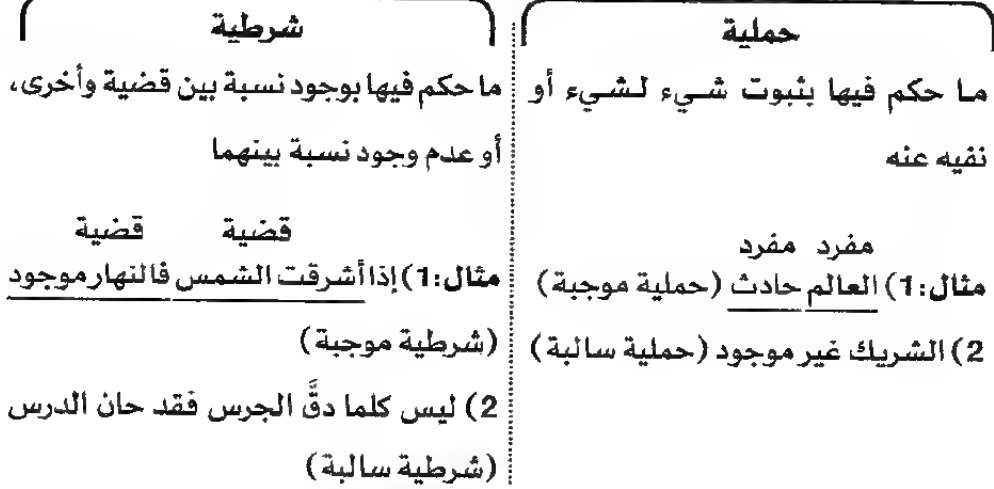 حملية
ما حكم فيها بثبوت شيء لشيء أو
نفيه عنه
مفرد مفرد
مثال: 1) العالم حادث (حملية موجبة)
2) الشريك غير موجود (حملية سالبة)
شرطية
ما حكم فيها بوجود نسبة بين قضية وأخرى،
أو عدم وجود نسبة بينهما
قضية قضية
مثال: 1) إذا أشرقت الشمس فالنهار موجود
(شرطية موجبة)
2) ليس كلما دقَّ الجرس فقد حان الدرس
(شرطية سالبة)